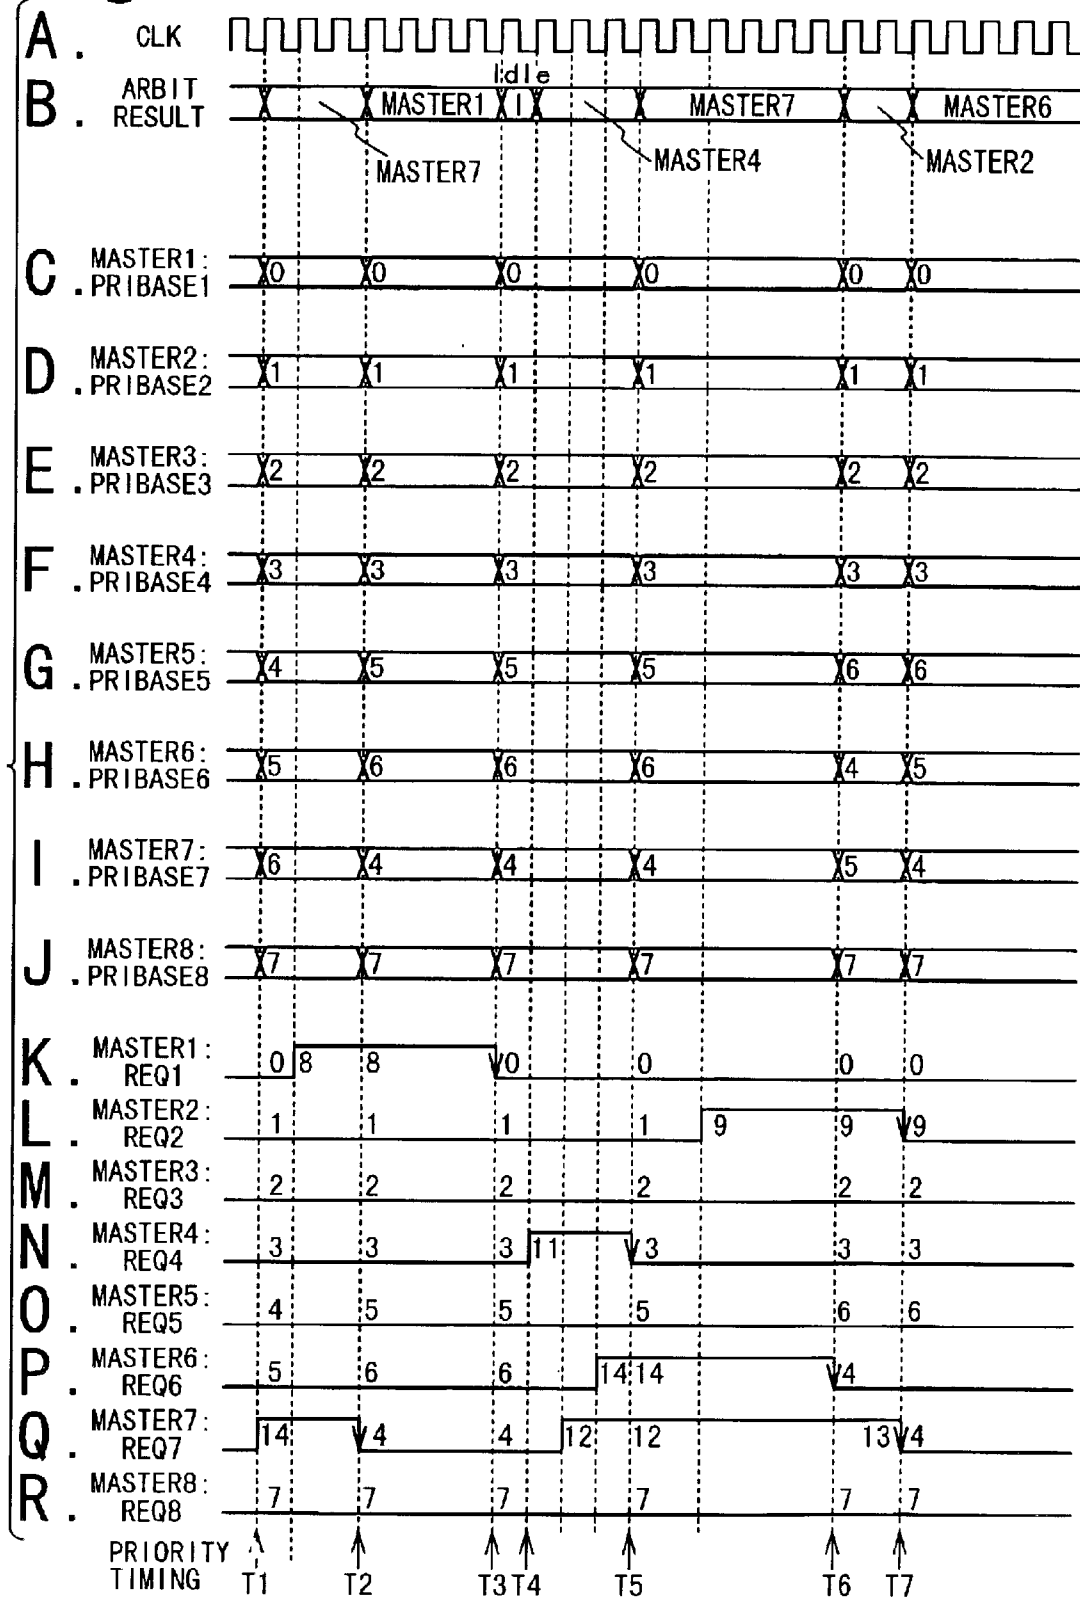 A. CLK
Idle
B. ARBIT RESULT MASTER1 I MASTER7 MASTER6
MASTER7 MASTER4 MASTER2
C. MASTER1: PRIBASE1 0 0 0 0 0 0
D. MASTER2: PRIBASE2 1 1 1 1 1 1
E. MASTER3: PRIBASE3 2 2 2 2 2 2
F. MASTER4: PRIBASE4 3 3 3 3 3 3
G. MASTER5: PRIBASE5 4 5 5 5 6 6
H. MASTER6: PRIBASE6 5 6 6 6 4 5
I. MASTER7: PRIBASE7 6 4 4 4 5 4
J. MASTER8: PRIBASE8 7 7 7 7 7 7
K. MASTER1: REQ1 0 8 8 0 0 0 0
L. MASTER2: REQ2 1 1 1 1 9 9 9
M. MASTER3: REQ3 2 2 2 2 2 2
N. MASTER4: REQ4 3 3 3 11 3 3 3
O. MASTER5: REQ5 4 5 5 5 6 6
P. MASTER6: REQ6 5 6 6 14 14 4
Q. MASTER7: REQ7 14 4 4 12 12 13 4
R. MASTER8: REQ8 7 7 7 7 7 7
PRIORITY TIMING T1 T2 T3 T4 T5 T6 T7